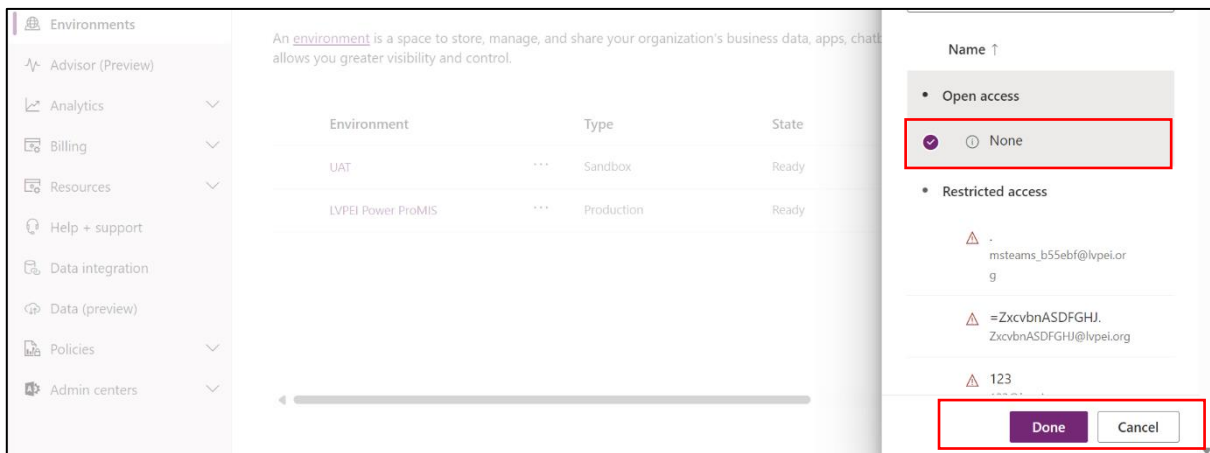 Environments
Advisor (Preview)
Analytics
Billing
Resources
Help + support
Data integration
Data (preview)
Policies
Admin centers
An environment is a space to store, manage, and share your organization's business data, apps,
allows you greater visibility and control.
Environment Type State
UAT ... Sandbox Ready
LVPEI Power ProMIS ... Production Ready
Name ↑
• Open access
None
• Restricted access
.
msteams_b55ebf@lvpei.or
g
=ZxcvbnASDFGHJ.
ZxcvbnASDFGHJ@lvpei.org
123
Done Cancel